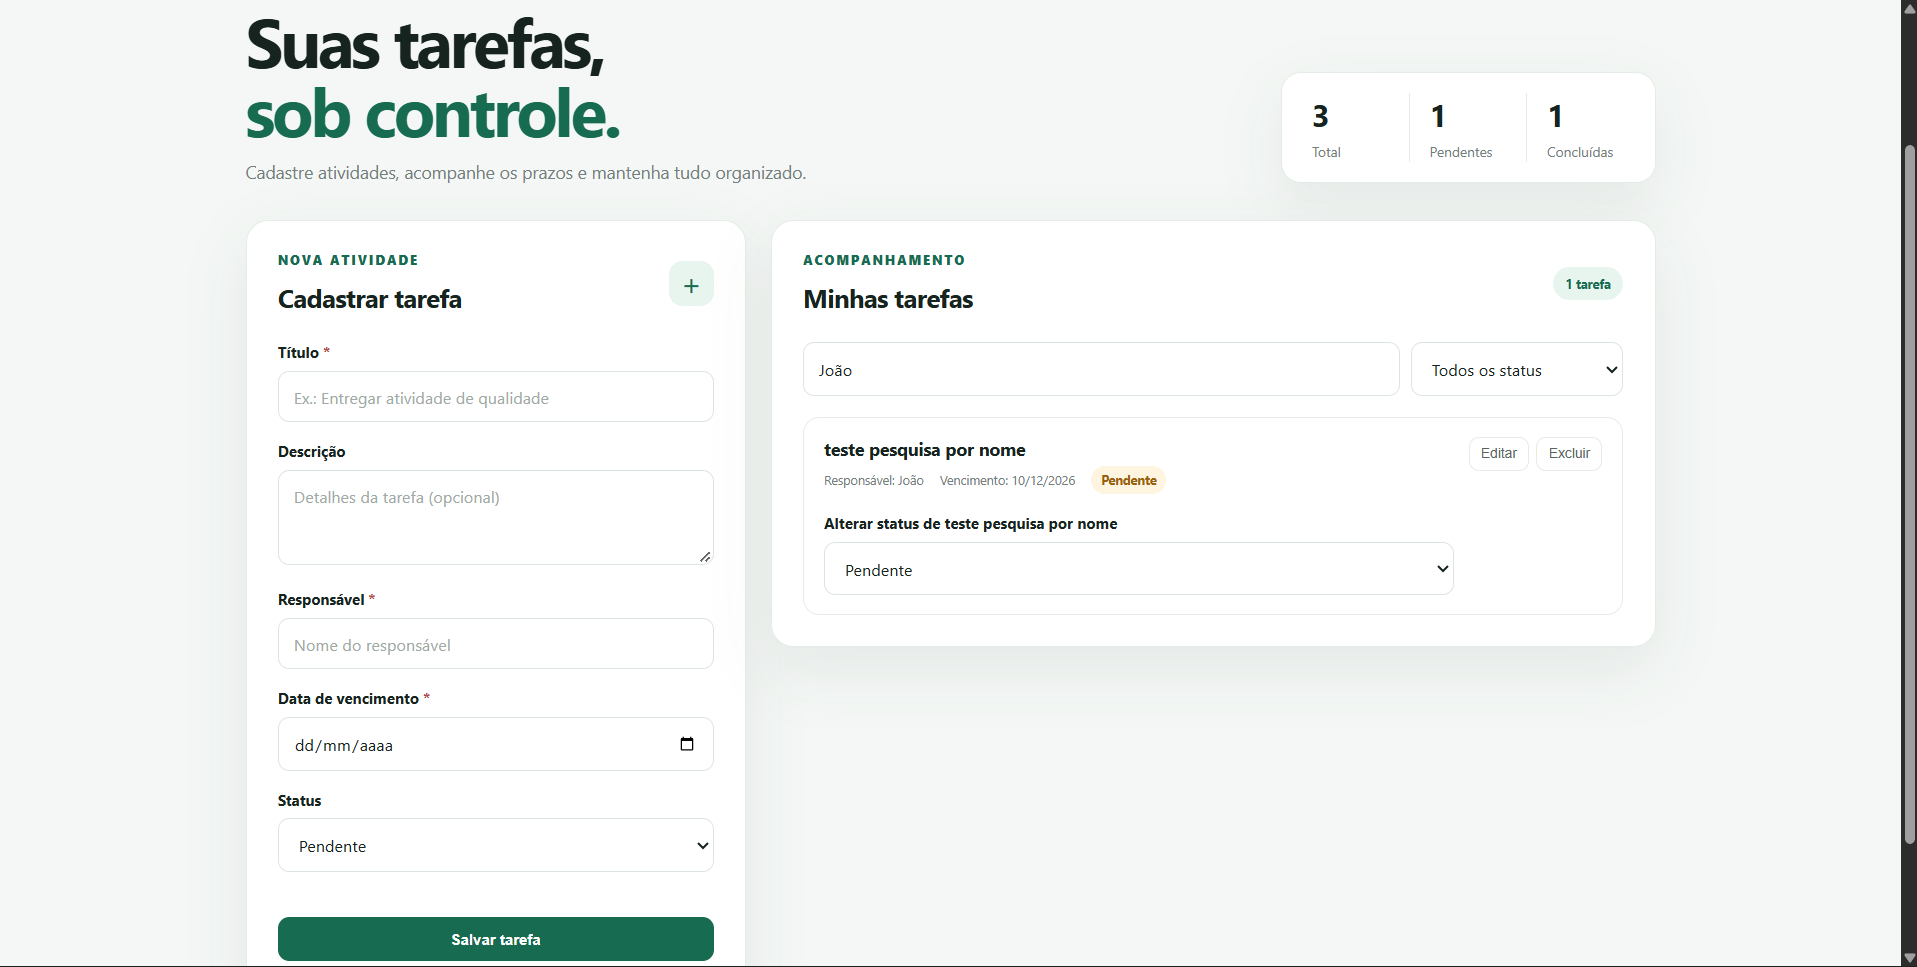 Suas tarefas,
sob controle.
Cadastre atividades, acompanhe os prazos e mantenha tudo organizado.
3
Total
1
Pendentes
1
Concluídas
NOVA ATIVIDADE
Cadastrar tarefa
+
Título *
Ex.: Entregar atividade de qualidade
Descrição
Detalhes da tarefa (opcional)
Responsável *
Nome do responsável
Data de vencimento *
dd/mm/aaaa
Status
Pendente
Salvar tarefa
ACOMPANHAMENTO
Minhas tarefas
1 tarefa
João
Todos os status
teste pesquisa por nome
Editar
Excluir
Responsável: João Vencimento: 10/12/2026 Pendente
Alterar status de teste pesquisa por nome
Pendente